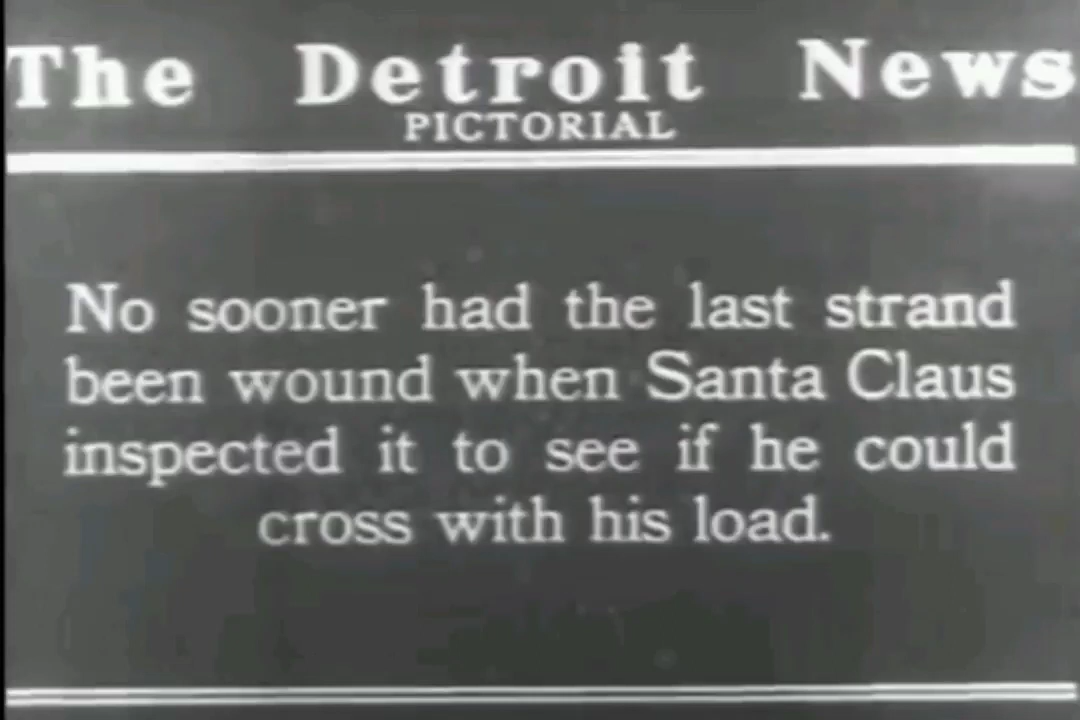 The Detroit News
PICTORIAL
No sooner had the last strand
been wound when Santa Claus
inspected it to see if he could
cross with his load.